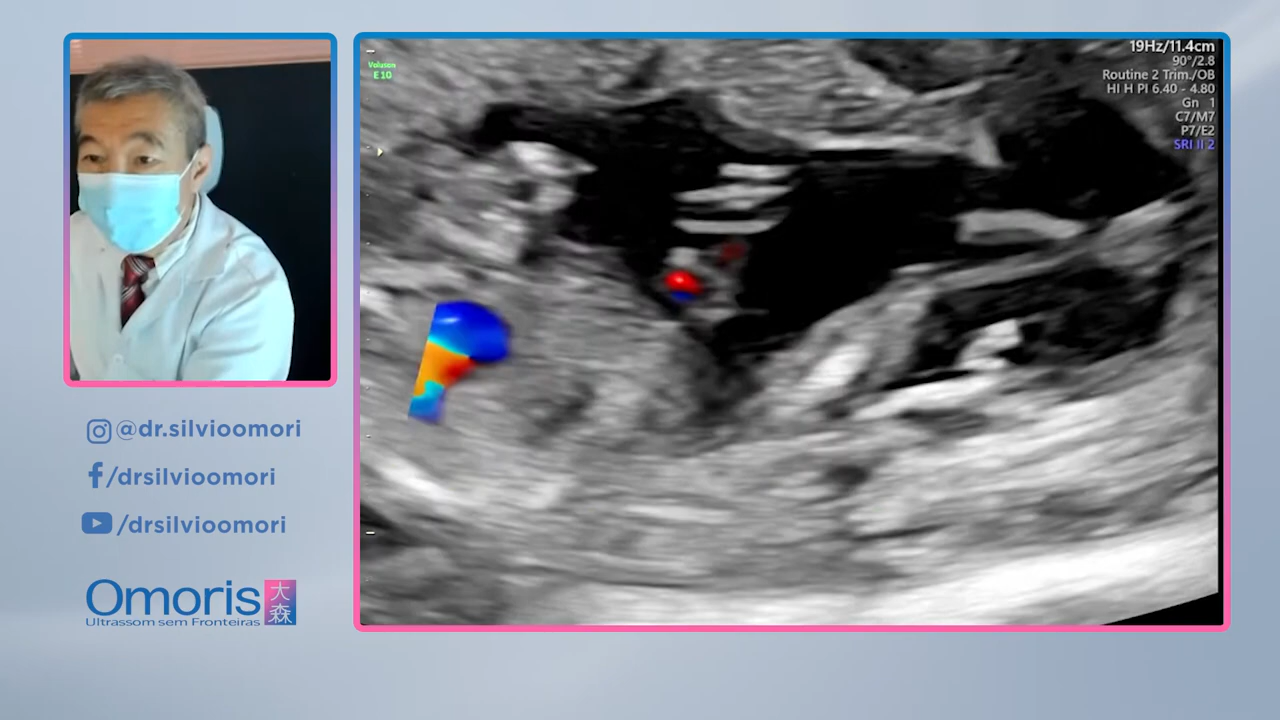 @dr.silvioomori
/drsilvioomori
/drsilvioomori
Omoris 大森
Ultrassom sem Fronteiras
Voluson
E10
19Hz/11.4cm
90°/2.8
Routine 2 Trim./OB
HI H PI 6.40 - 4.80
Gn 1
C7/M7
P7/E2
SRI II 2